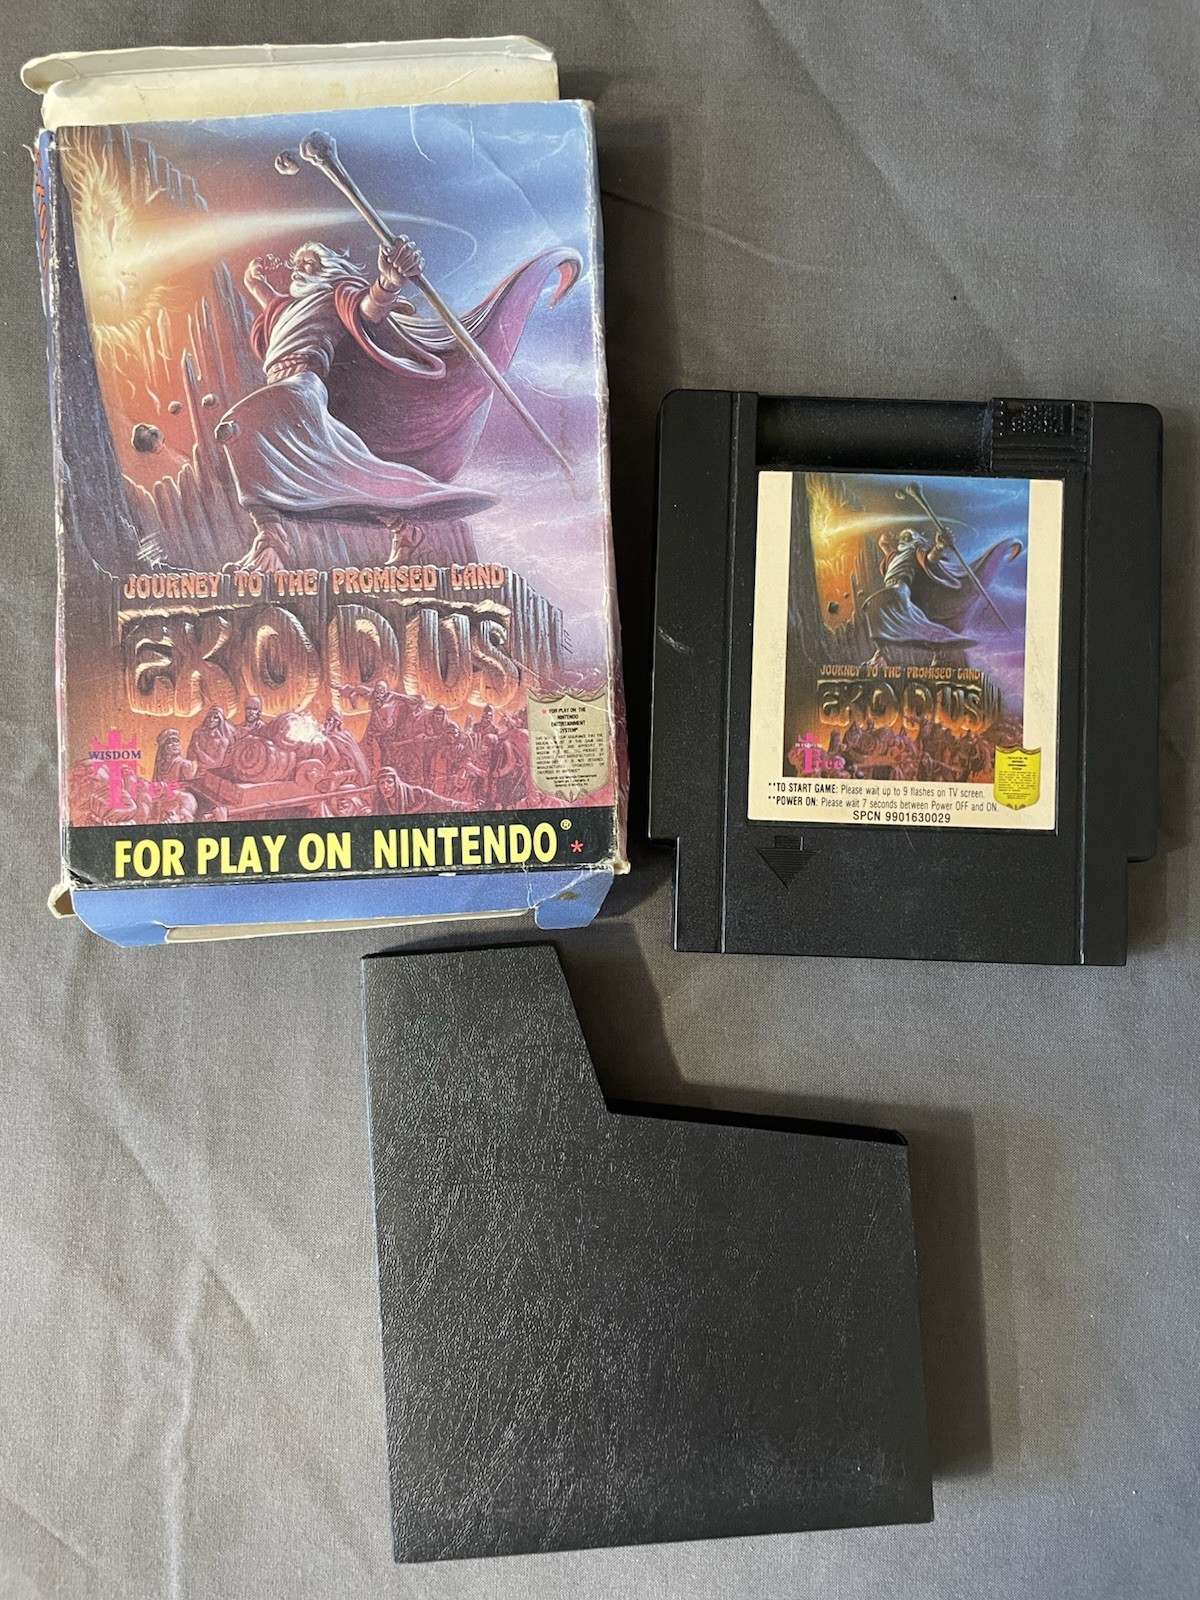 JOURNEY TO THE PROMISED LAND
EXODUS
WISDOM
Tree
* FOR PLAY ON THE
NINTENDO
ENTERTAINMENT
SYSTEM®
FOR PLAY ON NINTENDO® *
JOURNEY TO THE PROMISED LAND
EXODUS
WISDOM
Tree
**TO START GAME: Please wait up to 9 flashes on TV screen.
**POWER ON: Please wait 7 seconds between Power OFF and ON.
SPCN 9901630029